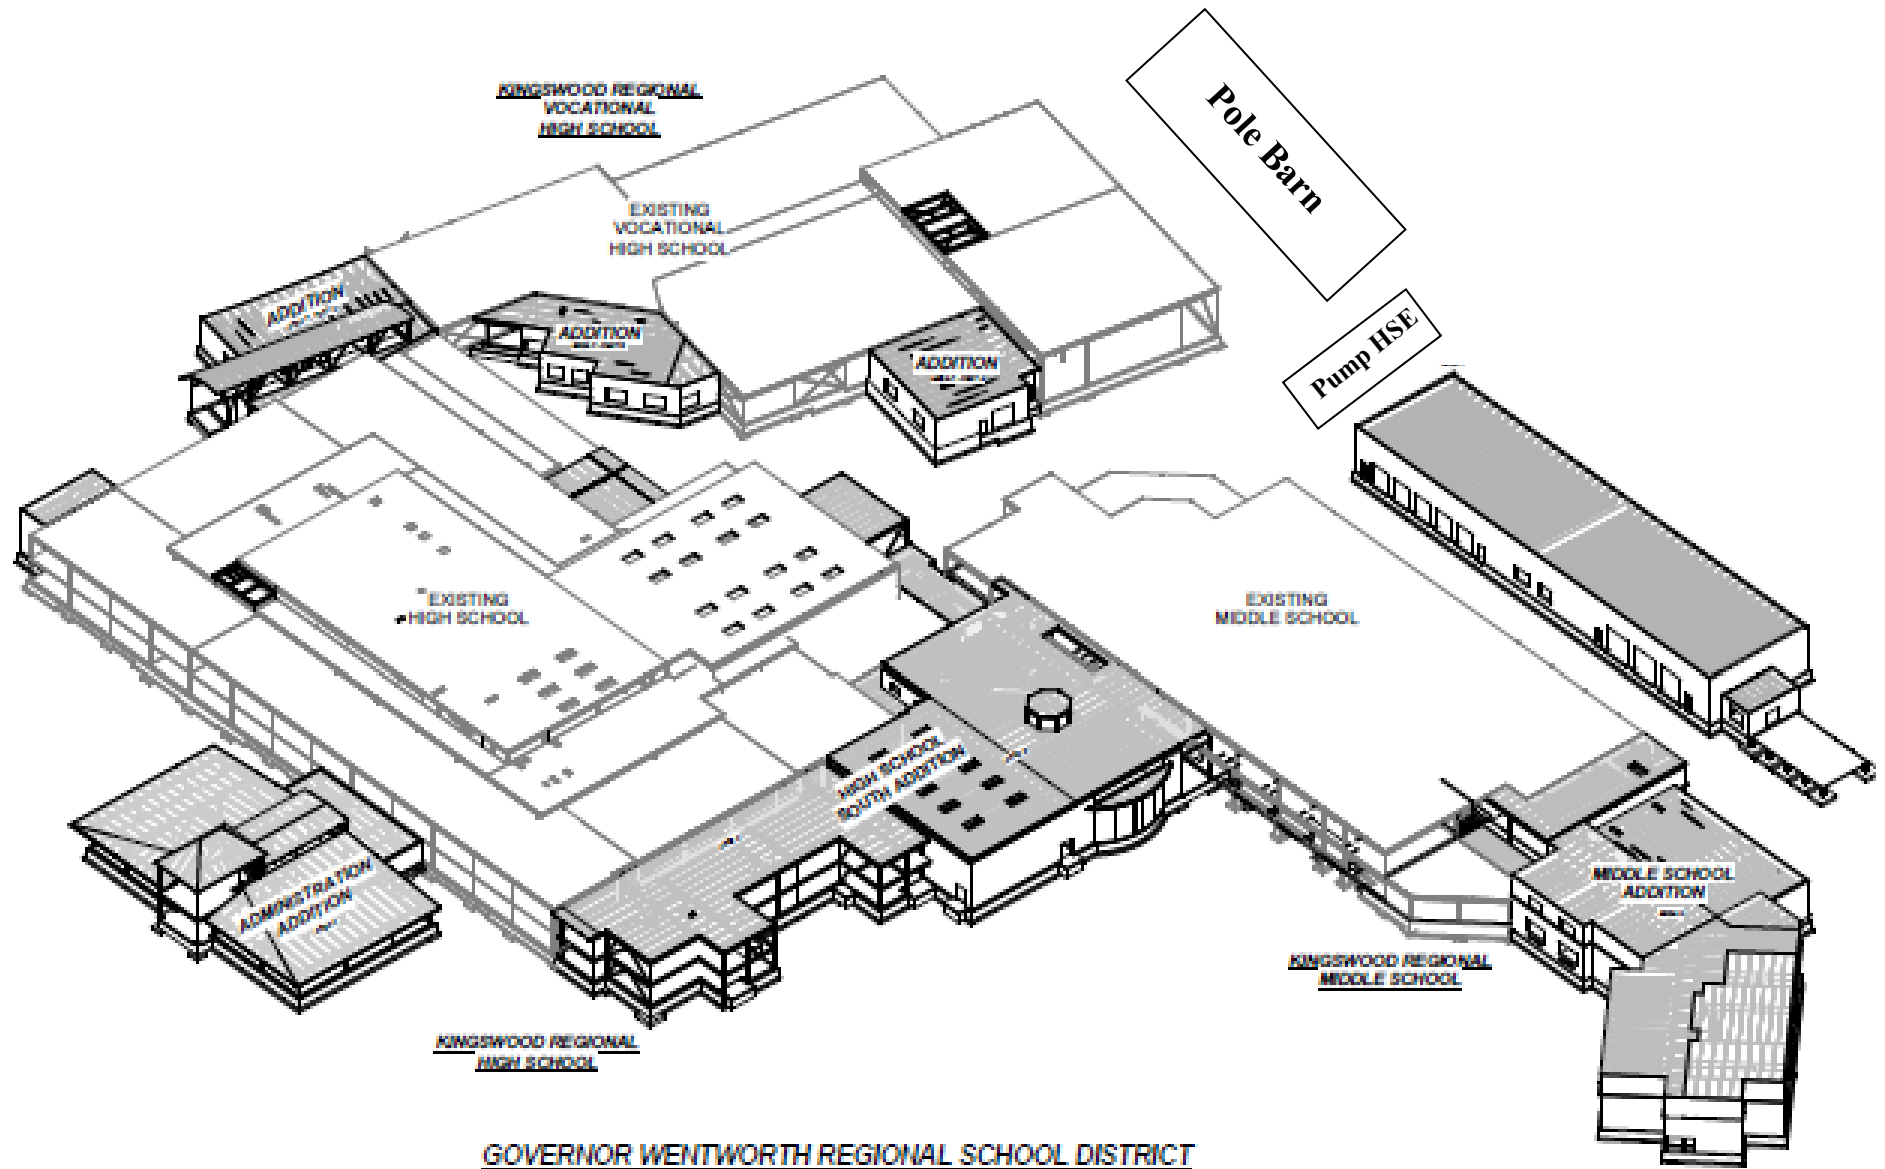 KINGSWOOD REGIONAL
VOCATIONAL
HIGH SCHOOL
Pole Barn
EXISTING
VOCATIONAL
HIGH SCHOOL
ADDITION
ADDITION
ADDITION
Pump HSE
EXISTING
HIGH SCHOOL
EXISTING
MIDDLE SCHOOL
HIGH SCHOOL
SOUTH ADDITION
ADMINISTRATION
ADDITION
MIDDLE SCHOOL
ADDITION
KINGSWOOD REGIONAL
MIDDLE SCHOOL
KINGSWOOD REGIONAL
HIGH SCHOOL
GOVERNOR WENTWORTH REGIONAL SCHOOL DISTRICT